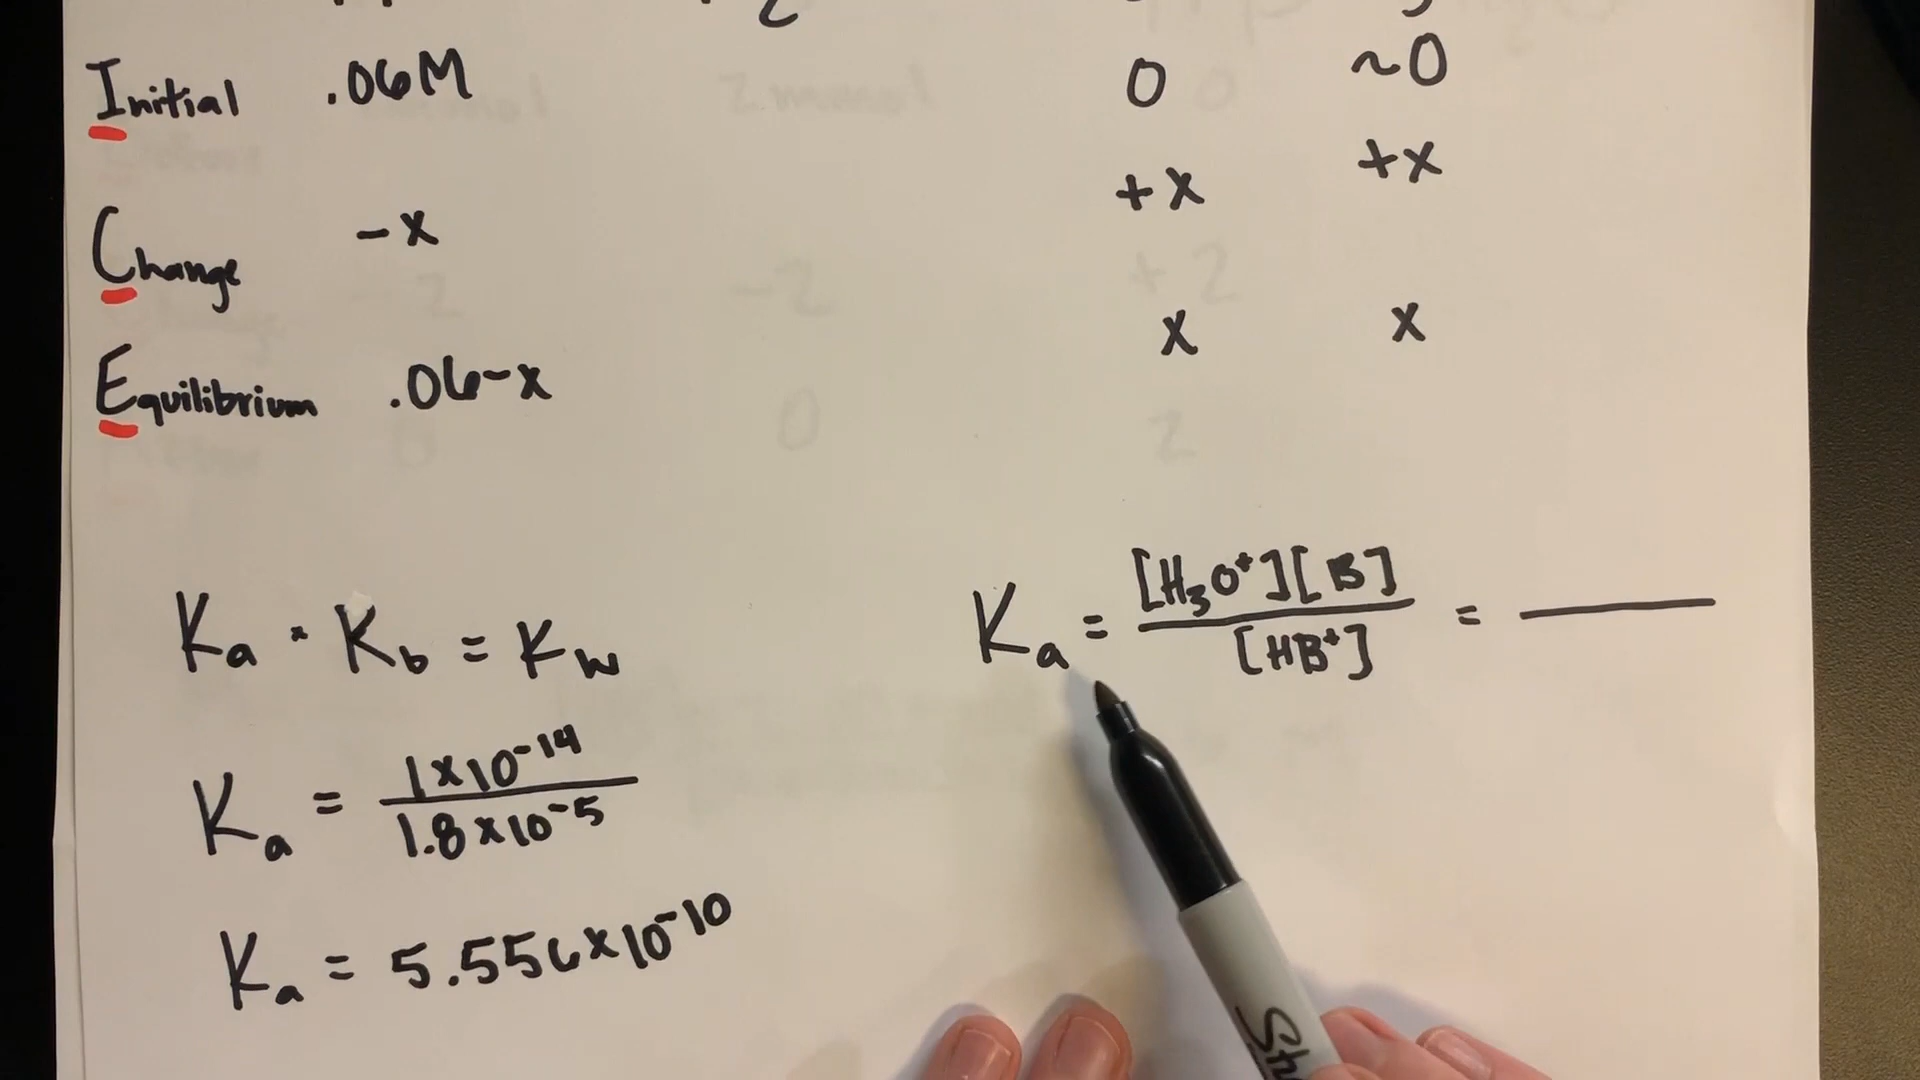 Initial .06M 0 ~0
Change -x +x +x
Equilibrium .06-x x x
Ka · Kb = Kw
Ka = [H3O+][B] / [HB+] = ―
Ka = 1x10^-14 / 1.8x10^-5
Ka = 5.556x10^-10